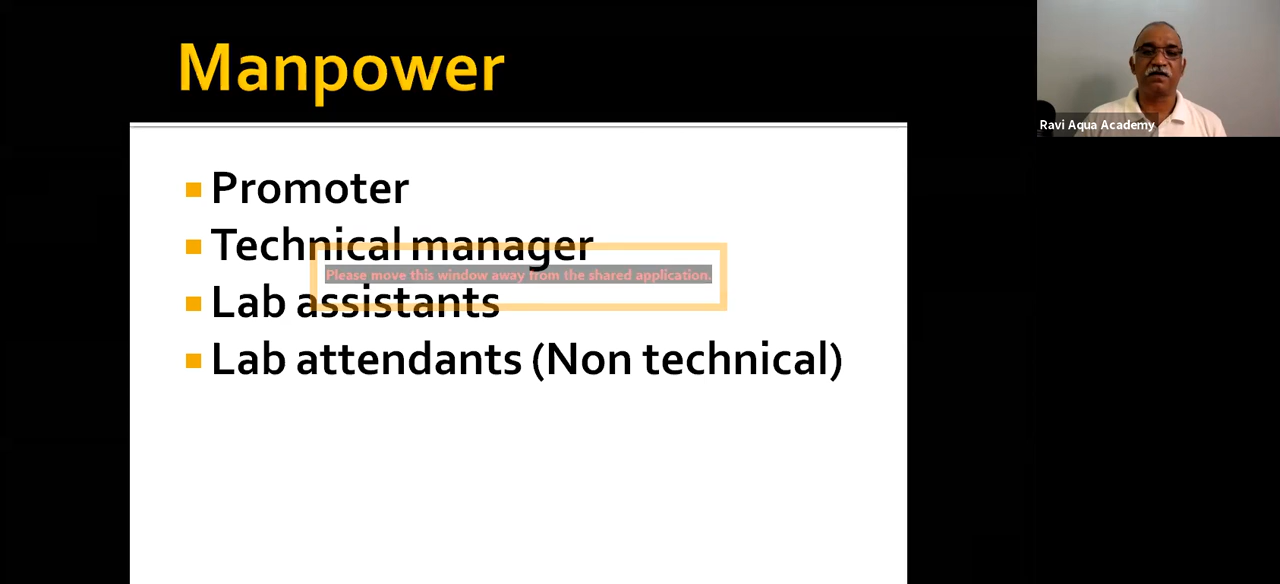 Manpower
Ravi Aqua Academy
Promoter
Technical manager
Please move this window away from the shared application.
Lab assistants
Lab attendants (Non technical)